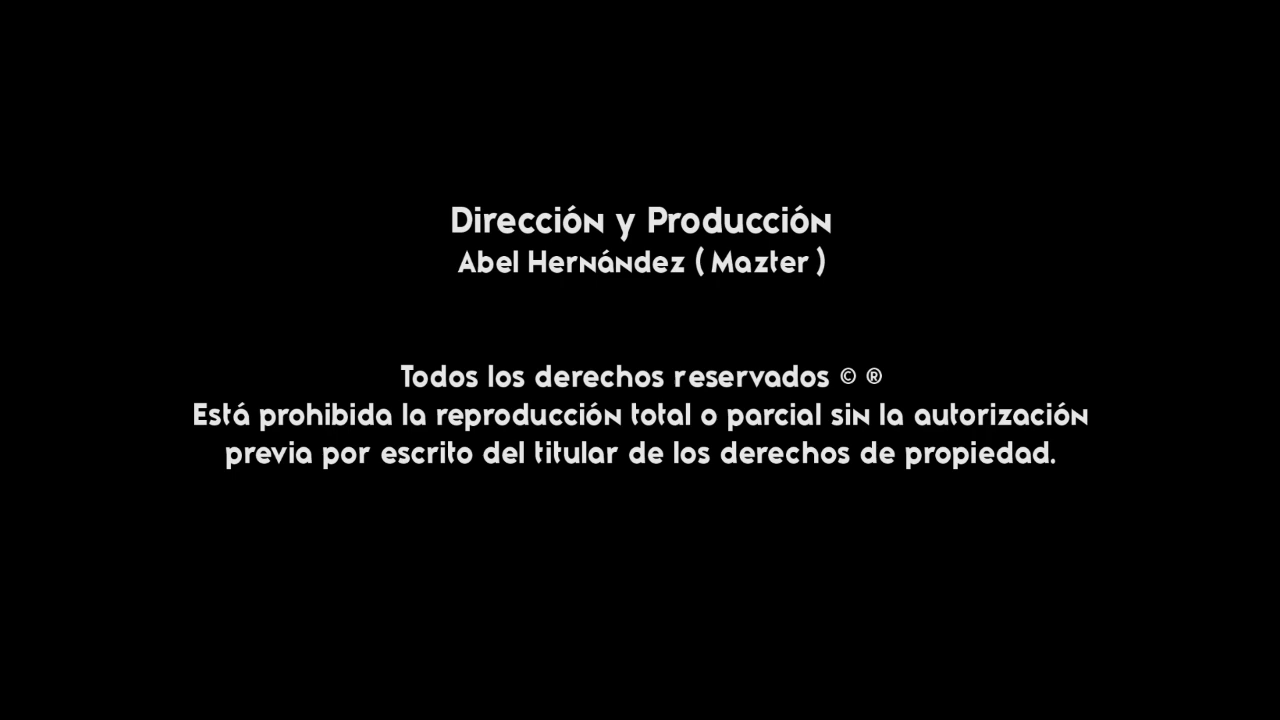 Dirección y Producción
Abel Hernández ( Mazter )
Todos los derechos reservados © ®
Está prohibida la reproducción total o parcial sin la autorización
previa por escrito del titular de los derechos de propiedad.